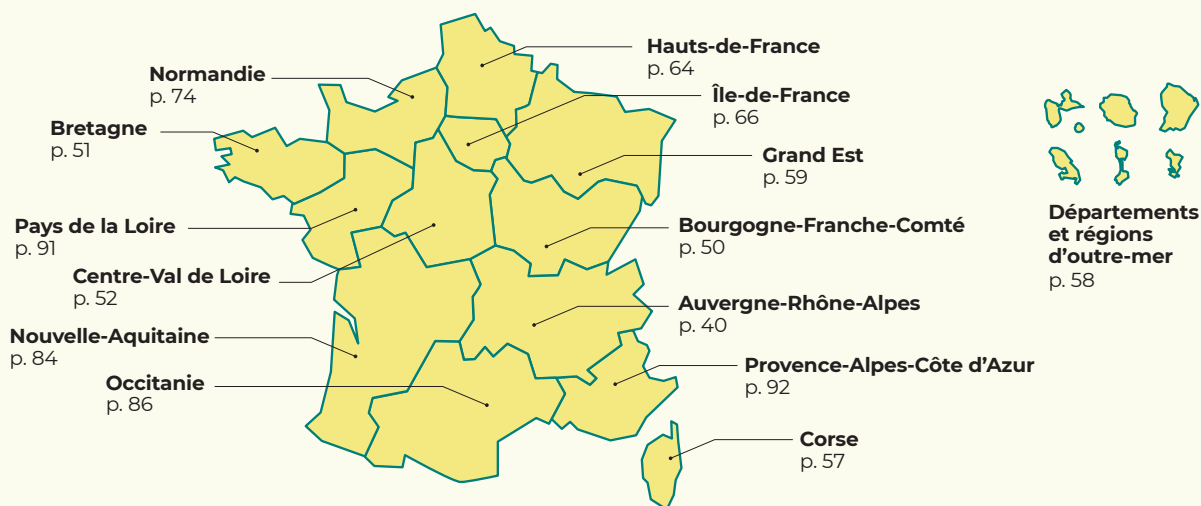 Hauts-de-France
p. 64
Normandie
p. 74
Île-de-France
p. 66
Bretagne
p. 51
Grand Est
p. 59
Pays de la Loire
p. 91
Bourgogne-Franche-Comté
p. 50
Départements
et régions
d’outre-mer
p. 58
Centre-Val de Loire
p. 52
Auvergne-Rhône-Alpes
p. 40
Nouvelle-Aquitaine
p. 84
Provence-Alpes-Côte d’Azur
p. 92
Occitanie
p. 86
Corse
p. 57